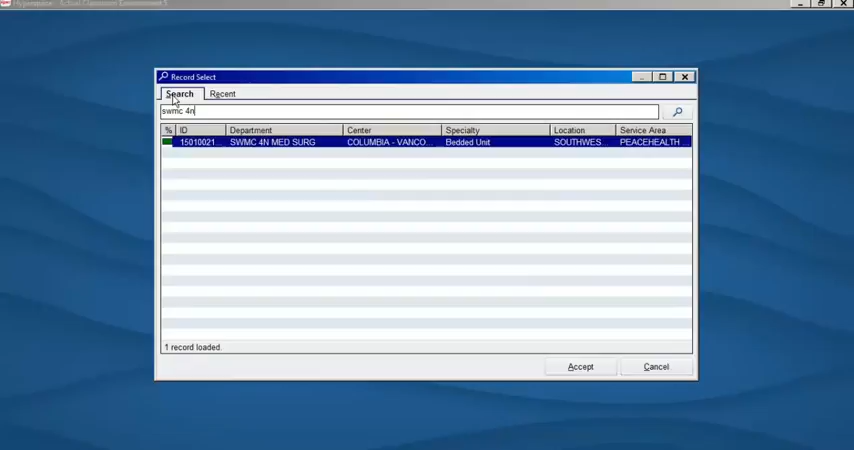 Record Select
Search Recent
swmc 4n
% ID Department Center Specialty Location Service Area
15010021... SWMC 4N MED SURG COLUMBIA - VANCO... Bedded Unit SOUTHWES... PEACEHEALTH ...
1 record loaded.
Accept Cancel